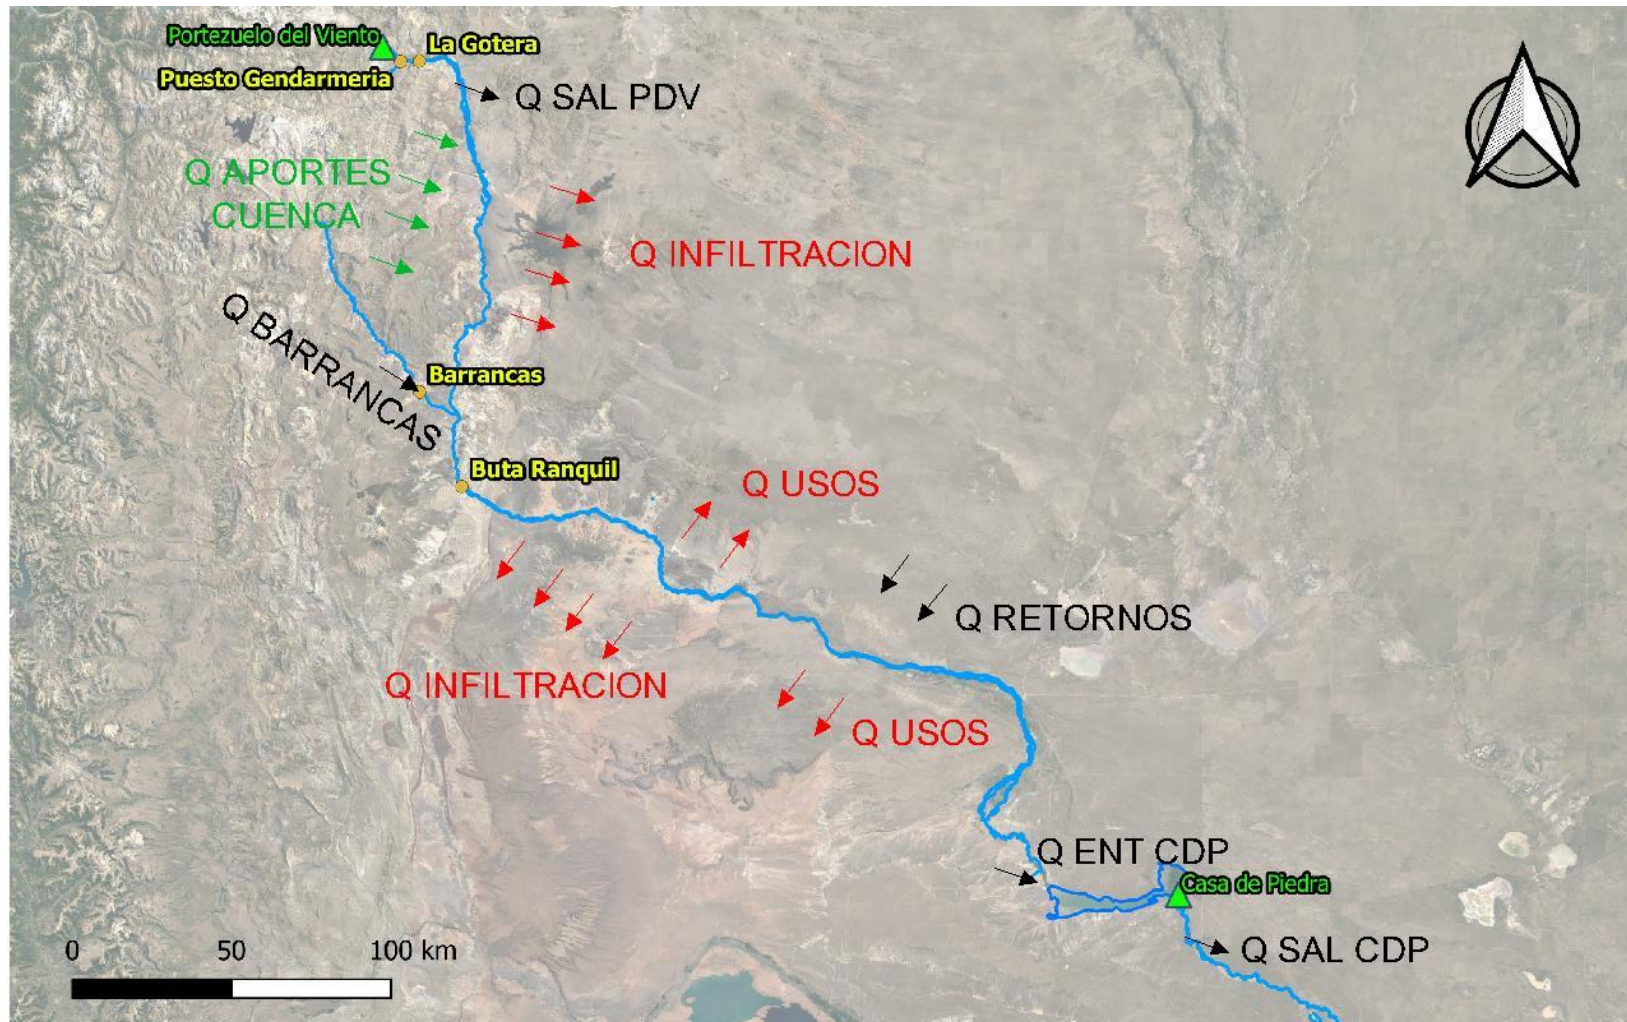 Portezuelo del Viento
La Gotera
Puesto Gendarmeria
Q SAL PDV
Q APORTES
CUENCA
Q INFILTRACION
Q BARRANCAS
Barrancas
Buta Ranquil
Q USOS
Q RETORNOS
Q INFILTRACION
Q USOS
Q ENT CDP
Casa de Piedra
Q SAL CDP
0 50 100 km